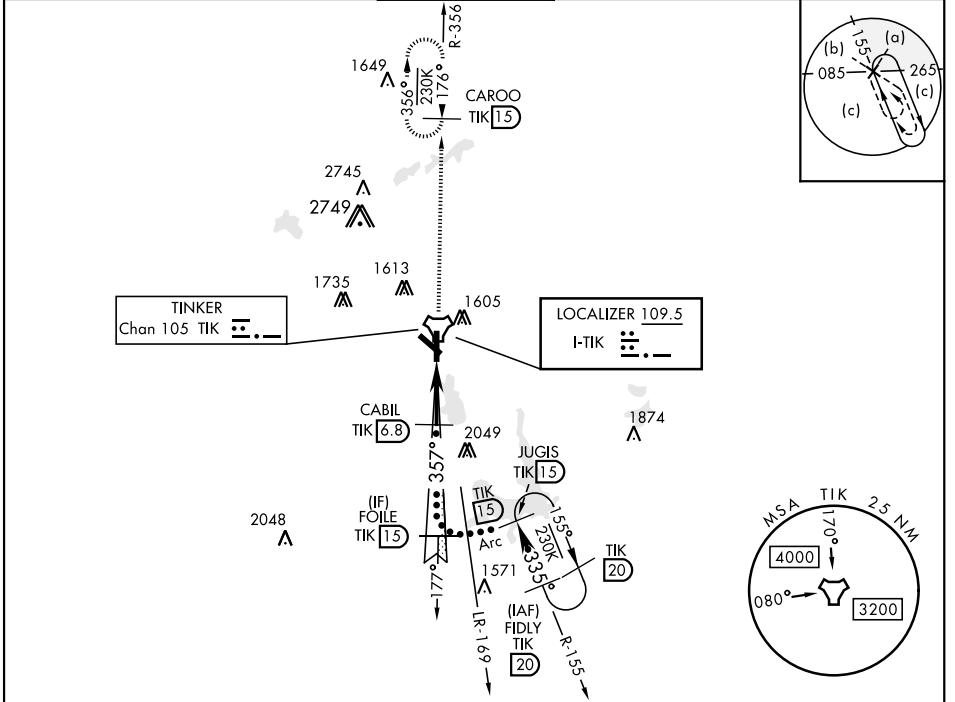 R-356
1649
356°
230K
176°
CAROO
TIK 15
155°
(a)
(b)
085
265
(c)
(c)
2745
2749
1735
1613
1605
TINKER
Chan 105 TIK
LOCALIZER 109.5
I-TIK
CABIL
TIK 6.8
357°
2049
1874
JUGIS
TIK 15
(IF)
FOILE
TIK 15
TIK
15
Arc
2048
155°
230K
335°
TIK
20
1571
177°
LR-169
(IAF)
FIDLY
TIK
20
R-155
MSA TIK 25 NM
170°
4000
080°
3200